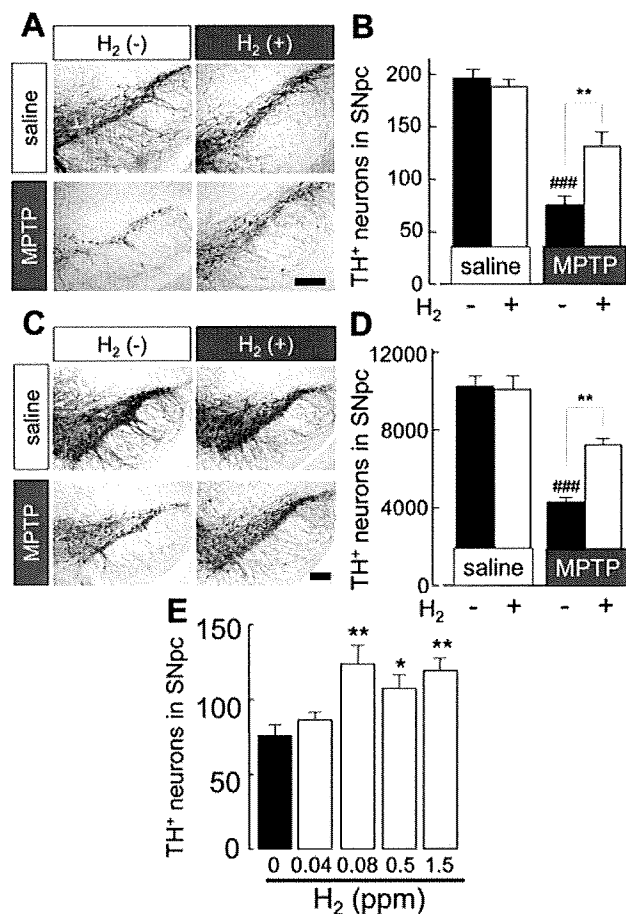 A
H₂ (-)
H₂ (+)
saline
MPTP
B
TH⁺ neurons in SNpc
200
150
100
50
0
###
**
saline
MPTP
H₂ - + - +
C
H₂ (-)
H₂ (+)
saline
MPTP
D
TH⁺ neurons in SNpc
12000
8000
4000
0
###
**
saline
MPTP
H₂ - + - +
E
TH⁺ neurons in SNpc
150
100
50
0
**
*
**
0 0.04 0.08 0.5 1.5
H₂ (ppm)